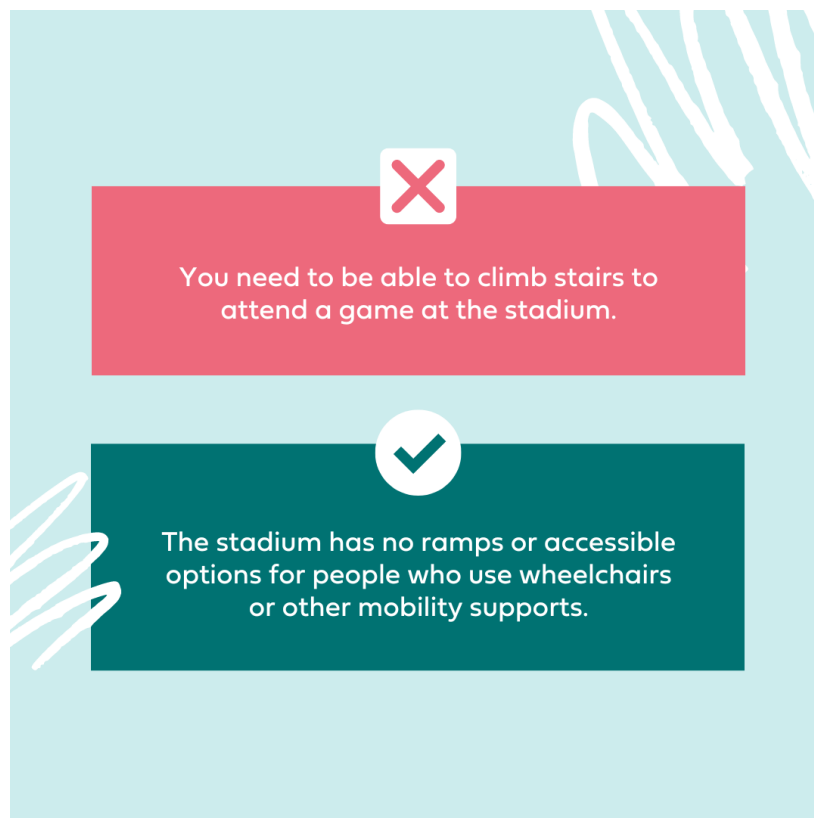 You need to be able to climb stairs to
attend a game at the stadium.
The stadium has no ramps or accessible
options for people who use wheelchairs
or other mobility supports.